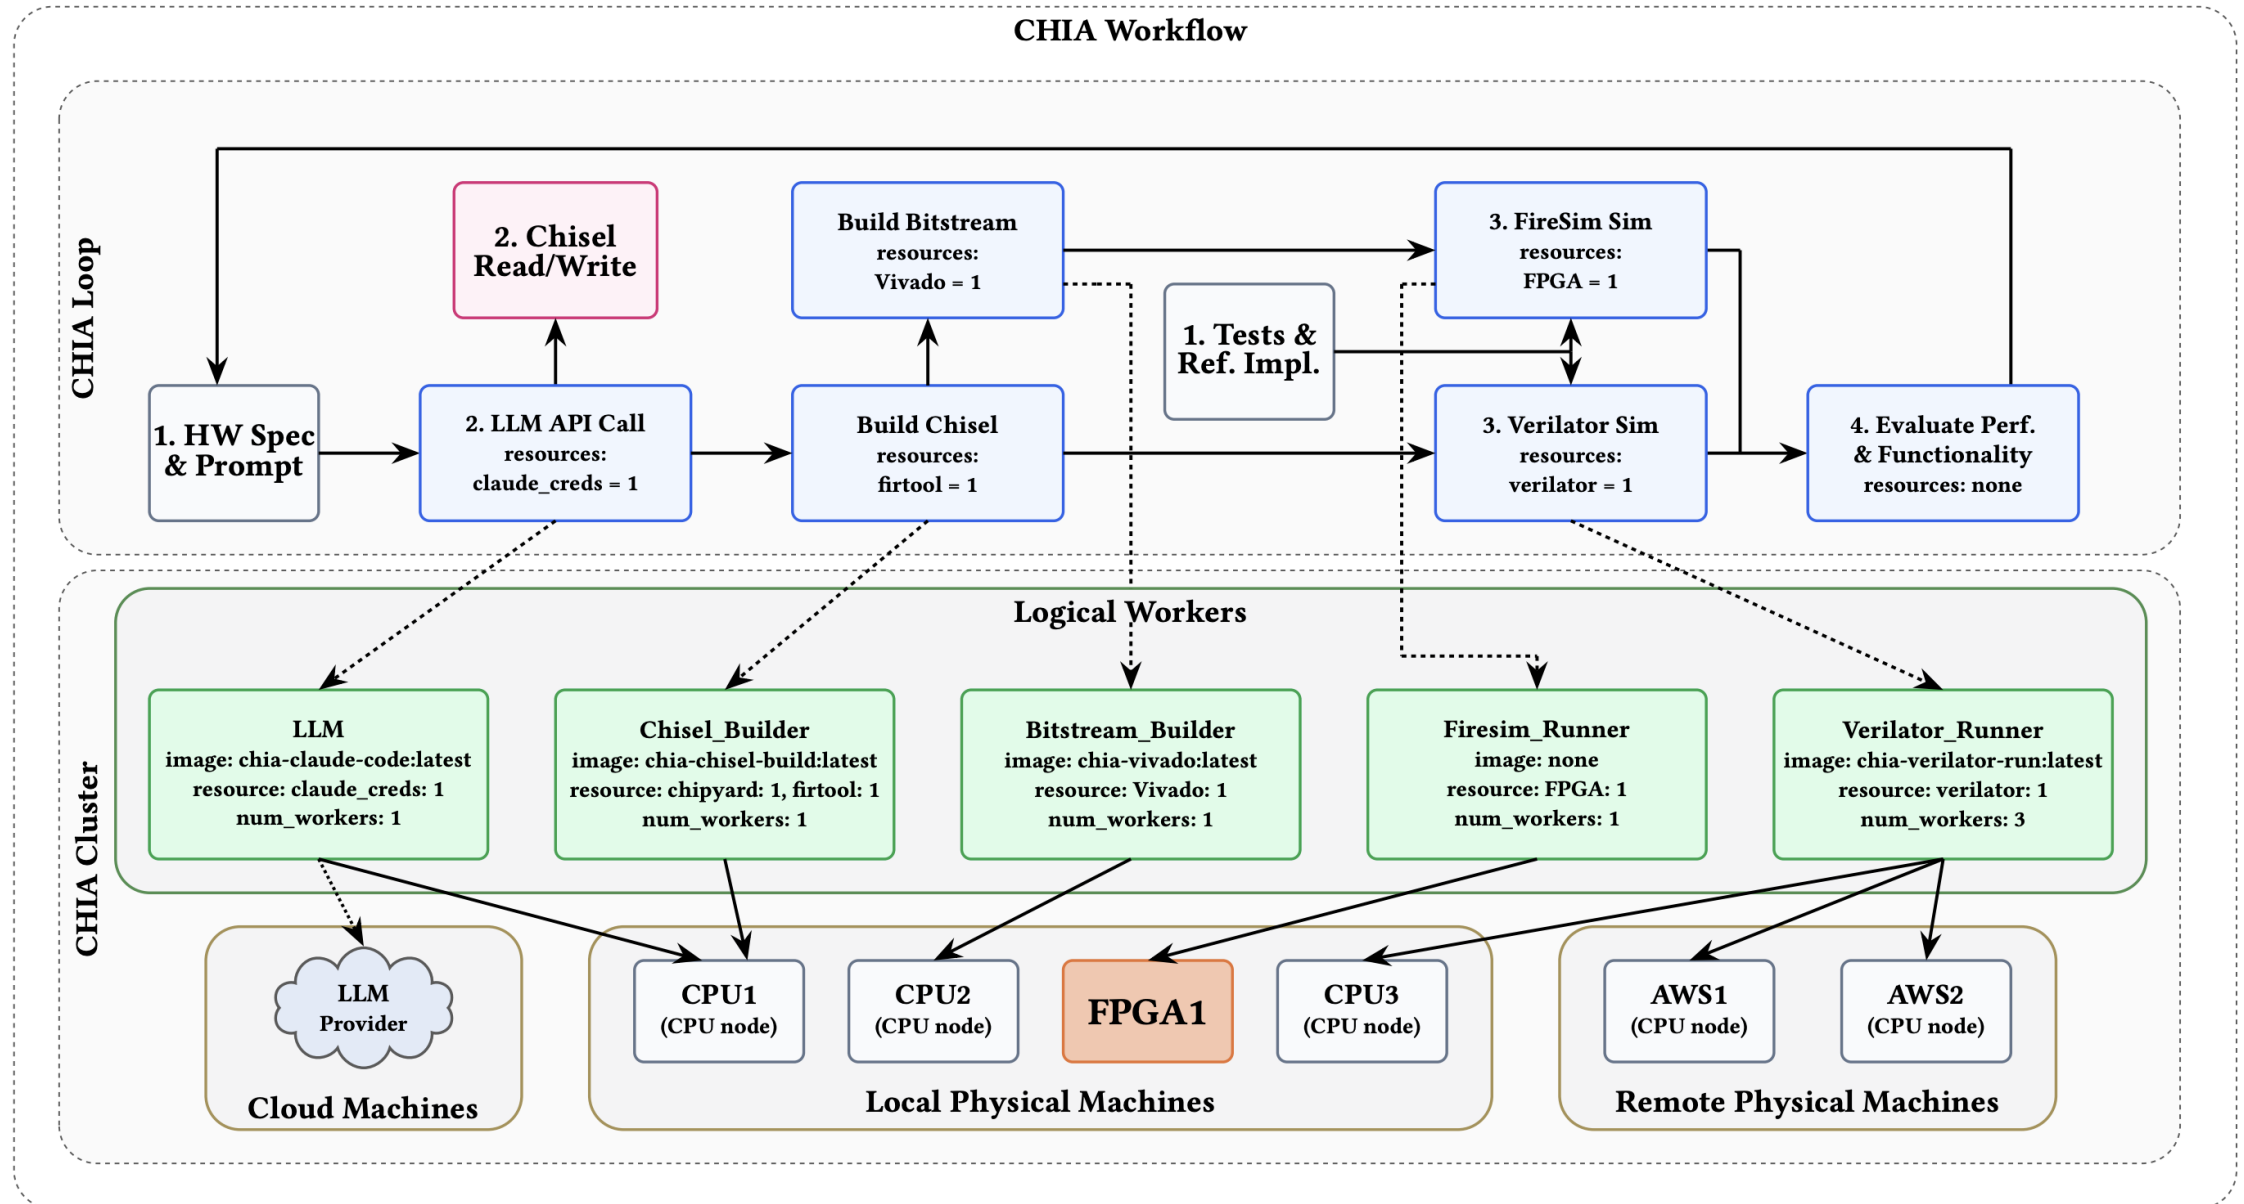 CHIA Workflow
CHIA Loop
2. Chisel
Read/Write
Build Bitstream
resources:
Vivado = 1
3. FireSim Sim
resources:
FPGA = 1
1. Tests &
Ref. Impl.
1. HW Spec
& Prompt
2. LLM API Call
resources:
claude_creds = 1
Build Chisel
resources:
firtool = 1
3. Verilator Sim
resources:
verilator = 1
4. Evaluate Perf.
& Functionality
resources: none
CHIA Cluster
Logical Workers
LLM
image: chia-claude-code:latest
resource: claude_creds: 1
num_workers: 1
Chisel_Builder
image: chia-chisel-build:latest
resource: chipyard: 1, firtool: 1
num_workers: 1
Bitstream_Builder
image: chia-vivado:latest
resource: Vivado: 1
num_workers: 1
Firesim_Runner
image: none
resource: FPGA: 1
num_workers: 1
Verilator_Runner
image: chia-verilator-run:latest
resource: verilator: 1
num_workers: 3
LLM
Provider
Cloud Machines
CPU1
(CPU node)
CPU2
(CPU node)
FPGA1
CPU3
(CPU node)
Local Physical Machines
AWS1
(CPU node)
AWS2
(CPU node)
Remote Physical Machines